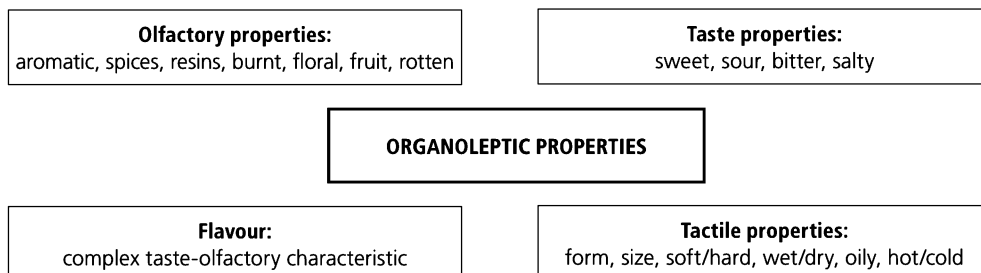 Olfactory properties:
aromatic, spices, resins, burnt, floral, fruit, rotten
Taste properties:
sweet, sour, bitter, salty
ORGANOLEPTIC PROPERTIES
Flavour:
complex taste-olfactory characteristic
Tactile properties:
form, size, soft/hard, wet/dry, oily, hot/cold